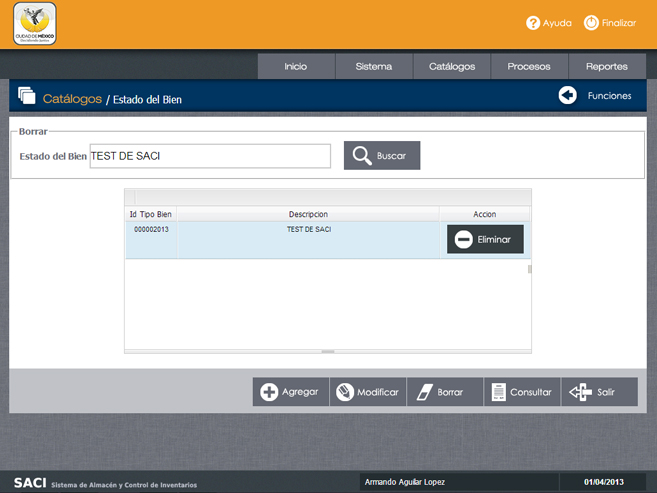 CIUDAD DE MÉXICO
Ayuda Finalizar
Inicio Sistema Catálogos Procesos Reportes
Catálogos / Estado del Bien Funciones
Borrar
Estado del Bien TEST DE SACI Buscar
Id Tipo Bien Descripcion Accion
000002013 TEST DE SACI Eliminar
Agregar Modificar Borrar Consultar Salir
SACI Sistema de Almacén y Control de Inventarios Armando Aguilar Lopez 01/04/2013